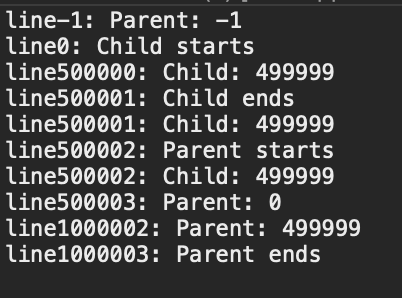 line-1: Parent: -1
line0: Child starts
line500000: Child: 499999
line500001: Child ends
line500001: Child: 499999
line500002: Parent starts
line500002: Child: 499999
line500003: Parent: 0
line1000002: Parent: 499999
line1000003: Parent ends